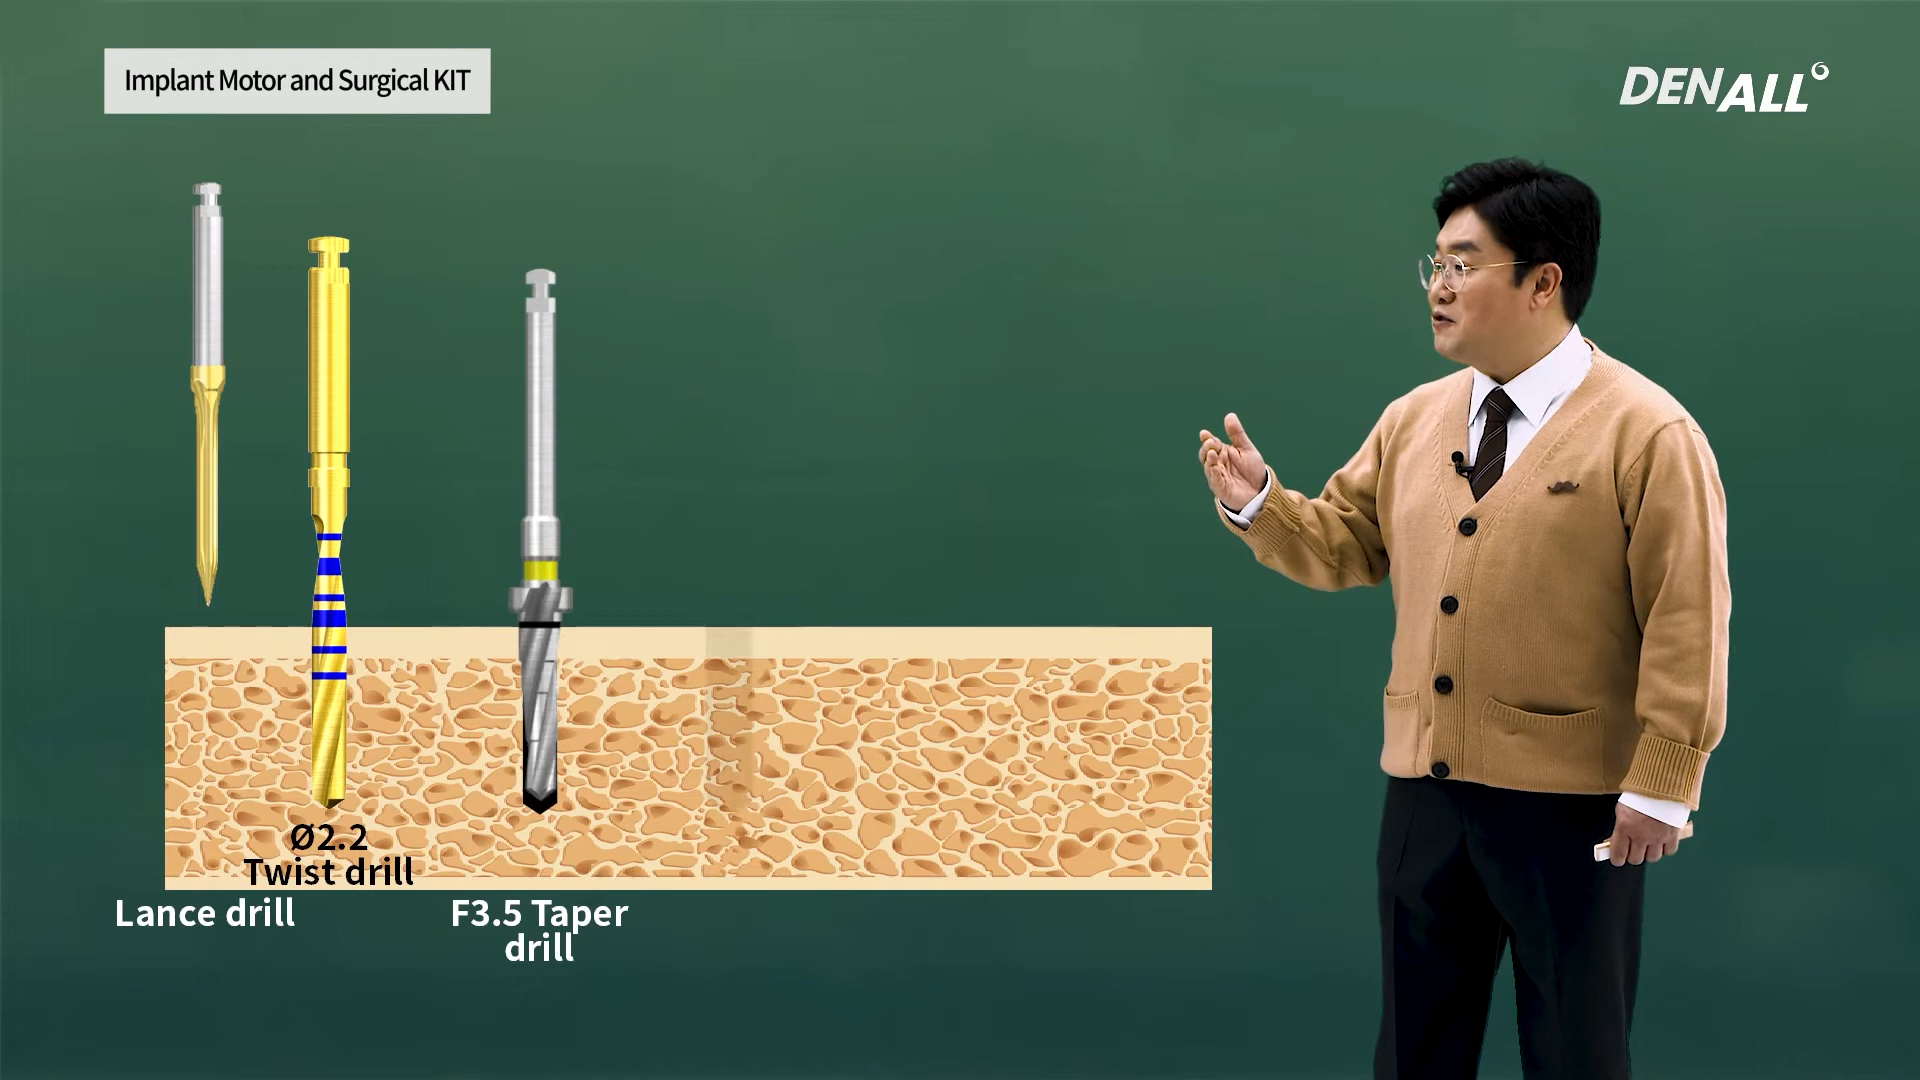 Implant Motor and Surgical KIT
DENALL
Ø2.2
Twist drill
Lance drill
F3.5 Taper
drill